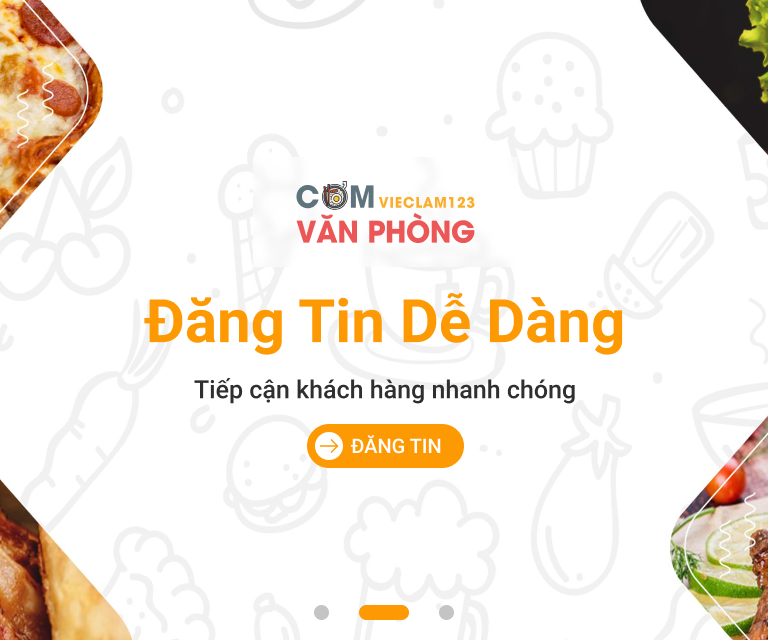 CƠM VIECLAM123
VĂN PHÒNG
Đăng Tin Dễ Dàng
Tiếp cận khách hàng nhanh chóng
ĐĂNG TIN